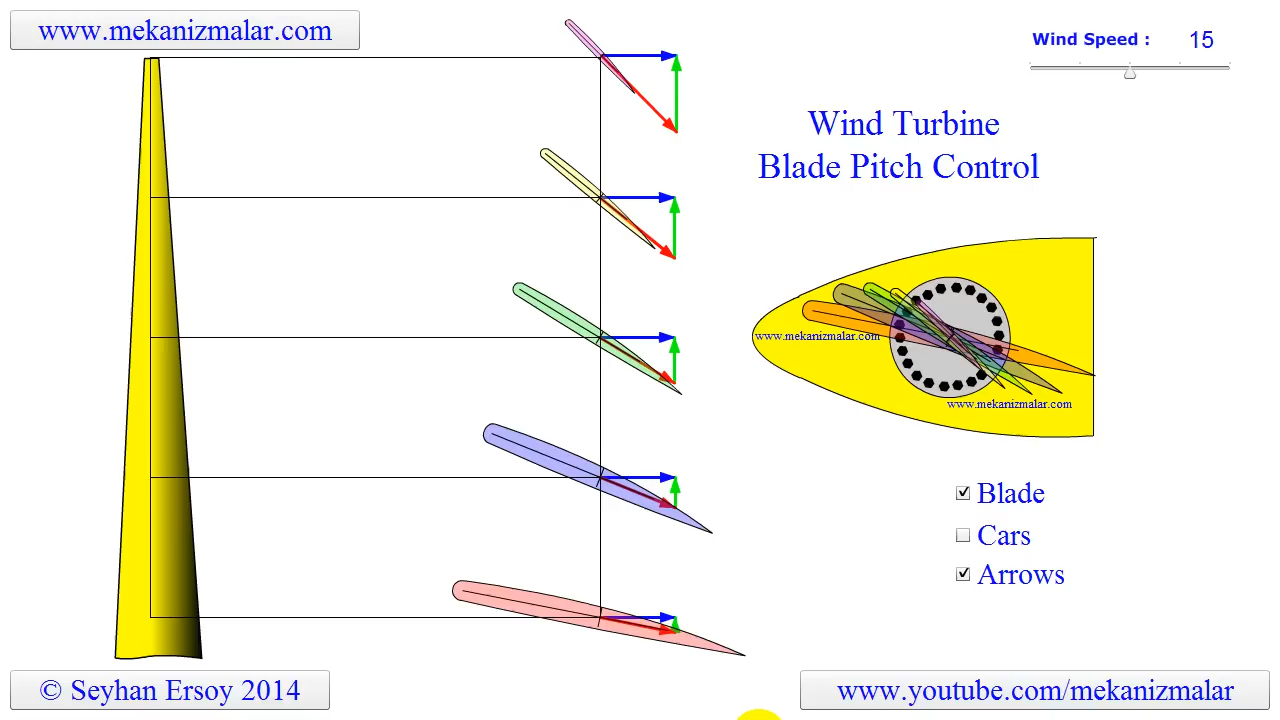 www.mekanizmalar.com
Wind Speed : 15
Wind Turbine
Blade Pitch Control
www.mekanizmalar.com
www.mekanizmalar.com
Blade
Cars
Arrows
© Seyhan Ersoy 2014
www.youtube.com/mekanizmalar